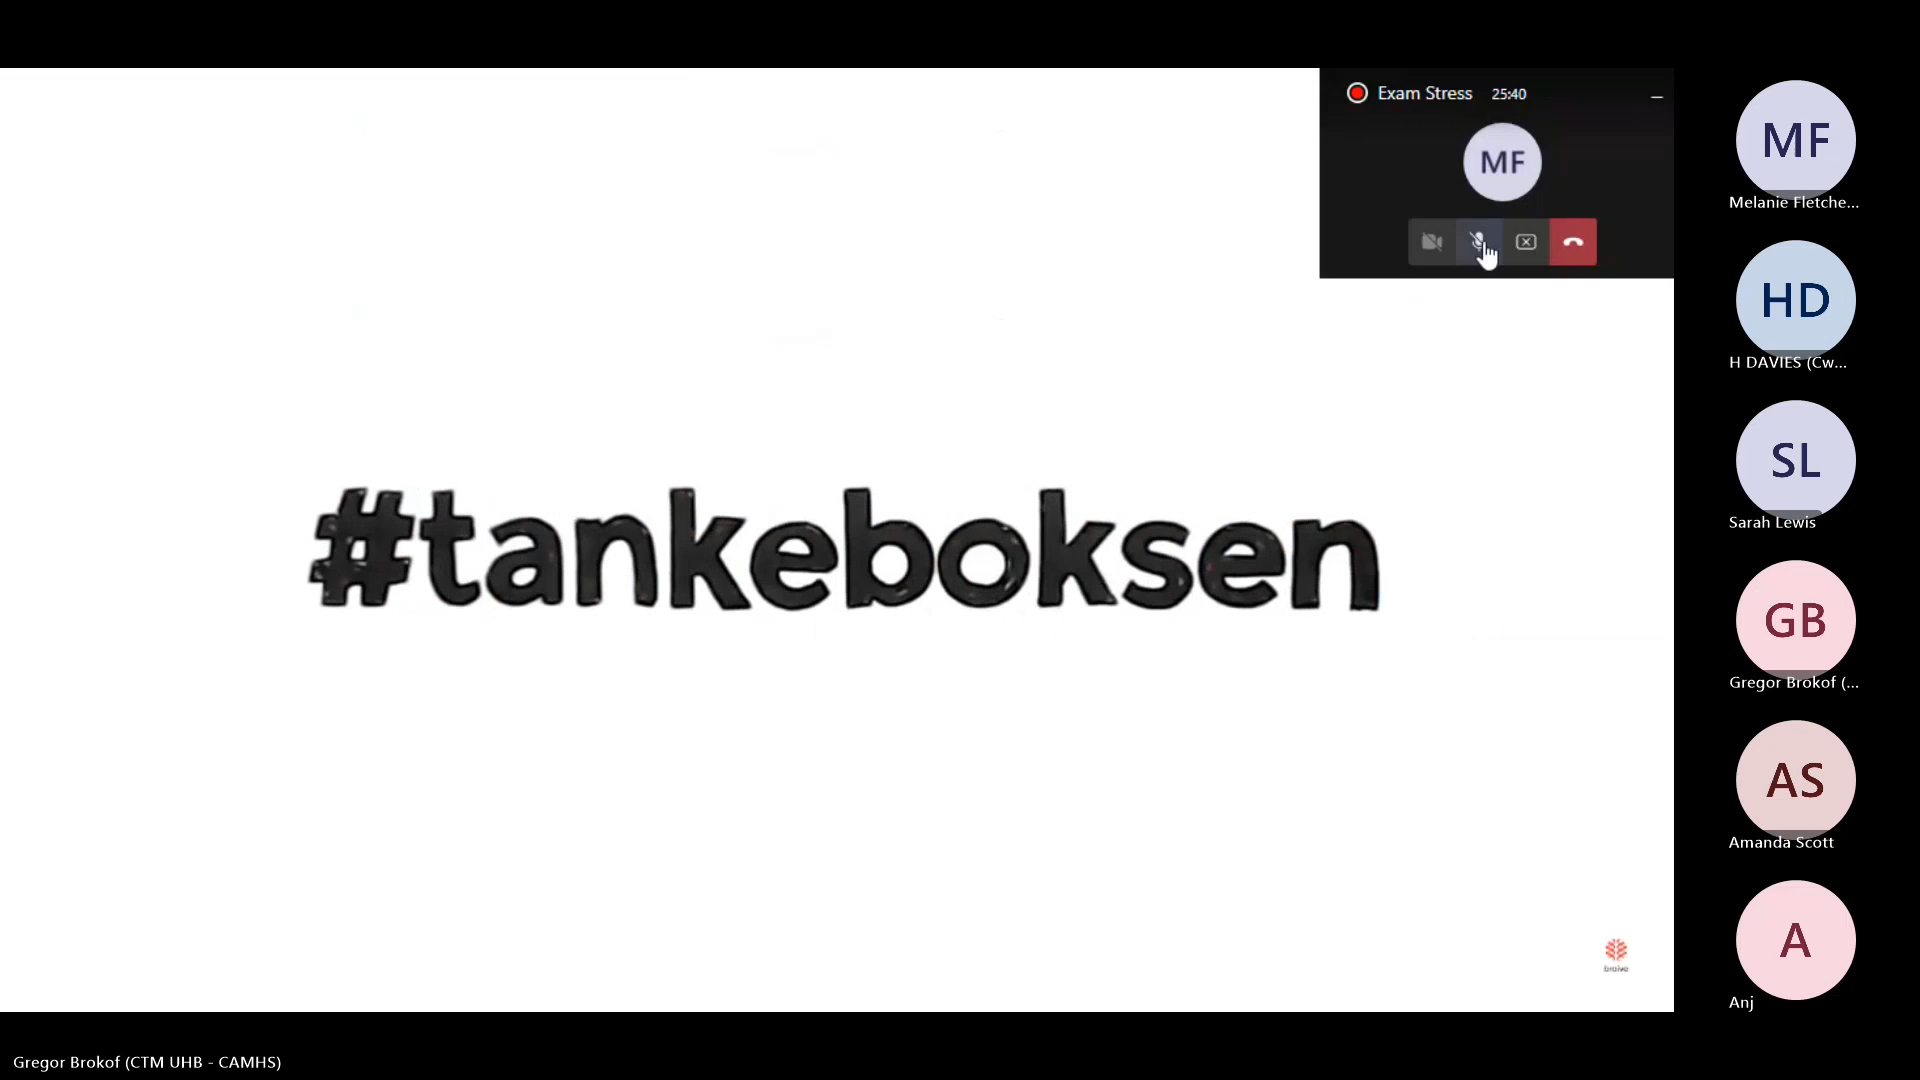 Exam Stress 25:40
MF
#tankeboksen
braive
MF
Melanie Fletche...
HD
H DAVIES (Cw...
SL
Sarah Lewis
GB
Gregor Brokof (...
AS
Amanda Scott
A
Anj
Gregor Brokof (CTM UHB - CAMHS)